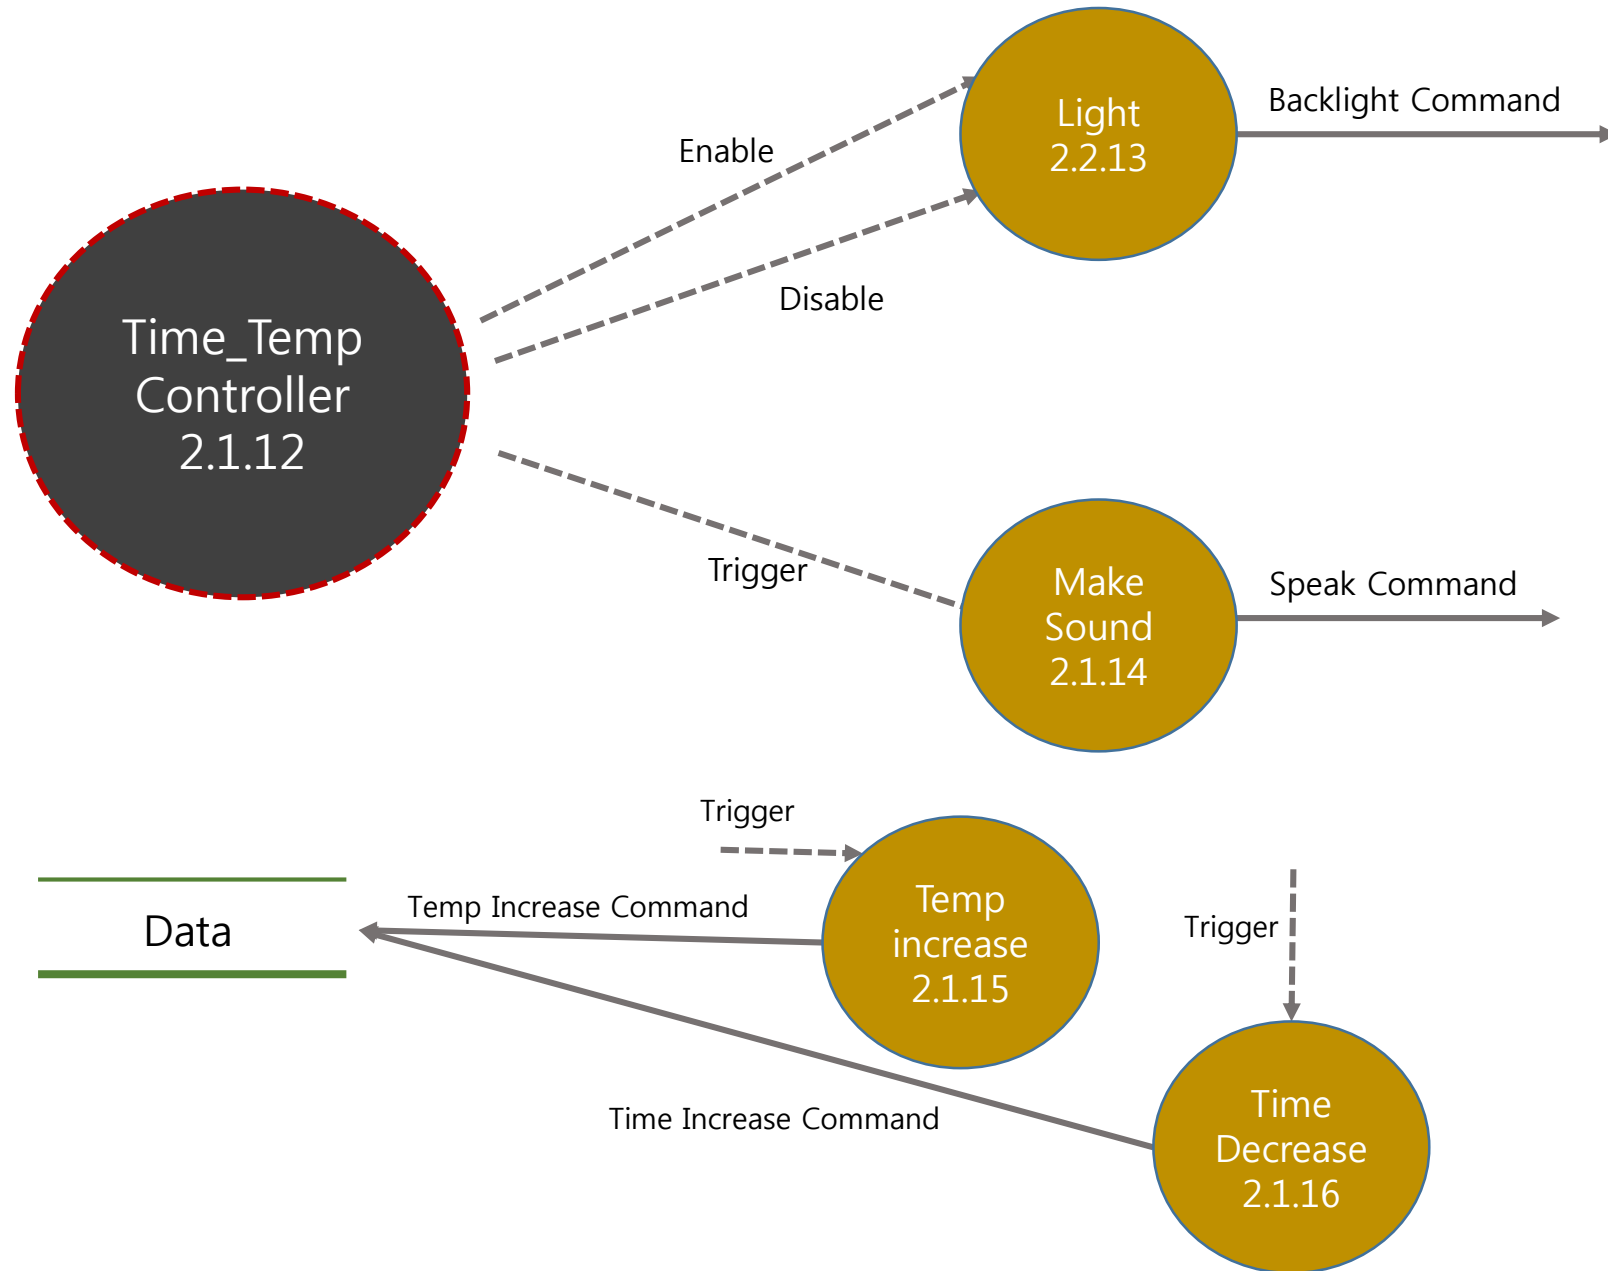 Backlight Command
Light
2.2.13
Enable
Disable
Time_Temp
Controller
2.1.12
Trigger
Make
Sound
2.1.14
Speak Command
Trigger
Temp Increase Command
Data
Temp
increase
2.1.15
Trigger
Time Increase Command
Time
Decrease
2.1.16